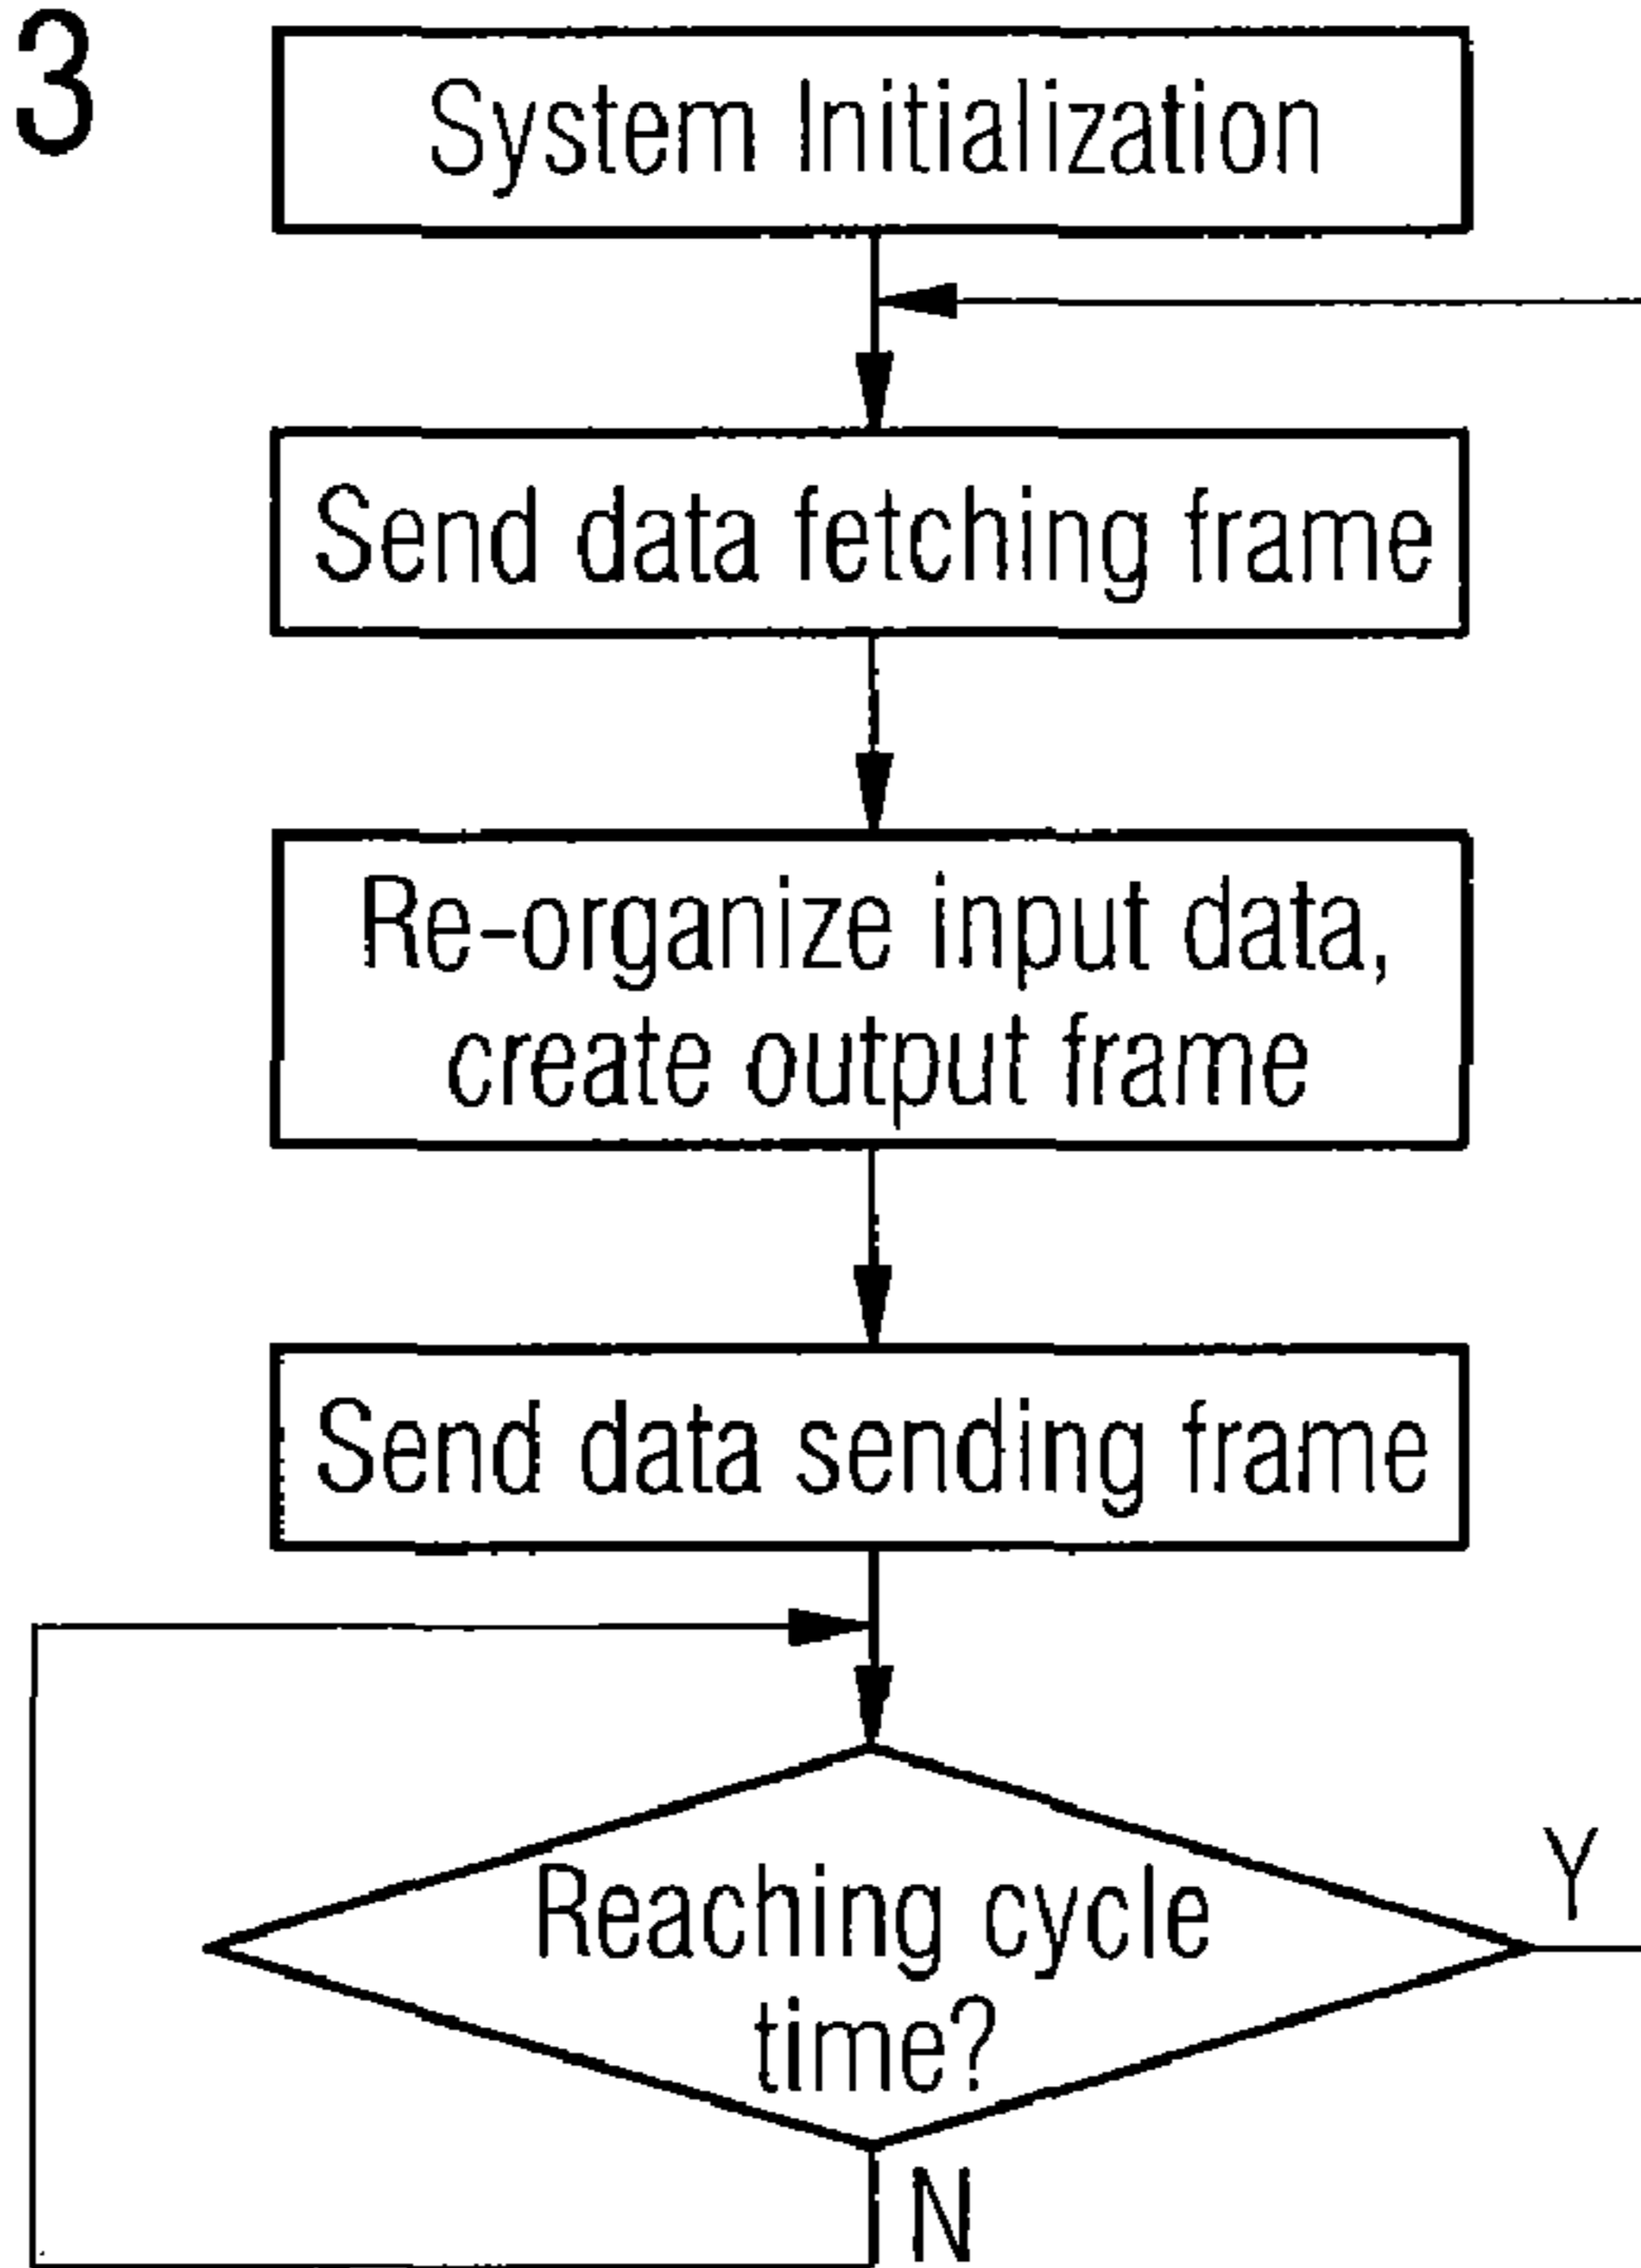 3
System Initialization
Send data fetching frame
Re-organize input data,
create output frame
Send data sending frame
Reaching cycle
time?
Y
N